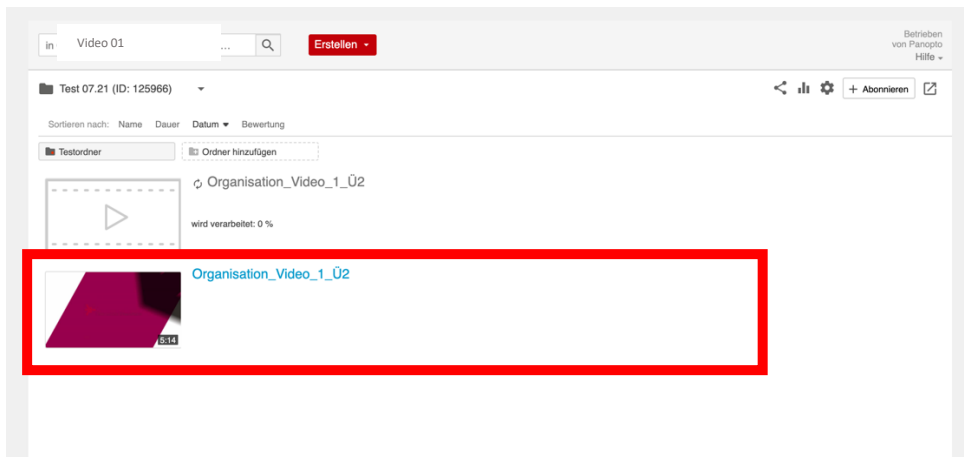 in Video 01 ...
Erstellen
Betrieben
von Panopto
Hilfe
Test 07.21 (ID: 125966)
+ Abonnieren
Sortieren nach: Name Dauer Datum Bewertung
Testordner
Ordner hinzufügen
Organisation_Video_1_Ü2
wird verarbeitet: 0 %
Organisation_Video_1_Ü2
5:14